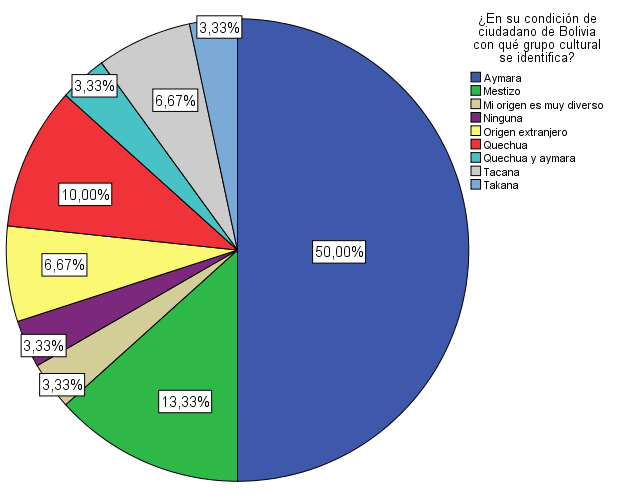 ¿En su condición de
ciudadano de Bolivia
con qué grupo cultural
se identifica?
Aymara
Mestizo
Mi origen es muy diverso
Ninguna
Origen extranjero
Quechua
Quechua y aymara
Tacana
Takana
3,33%
6,67%
3,33%
10,00%
50,00%
6,67%
3,33%
3,33%
13,33%